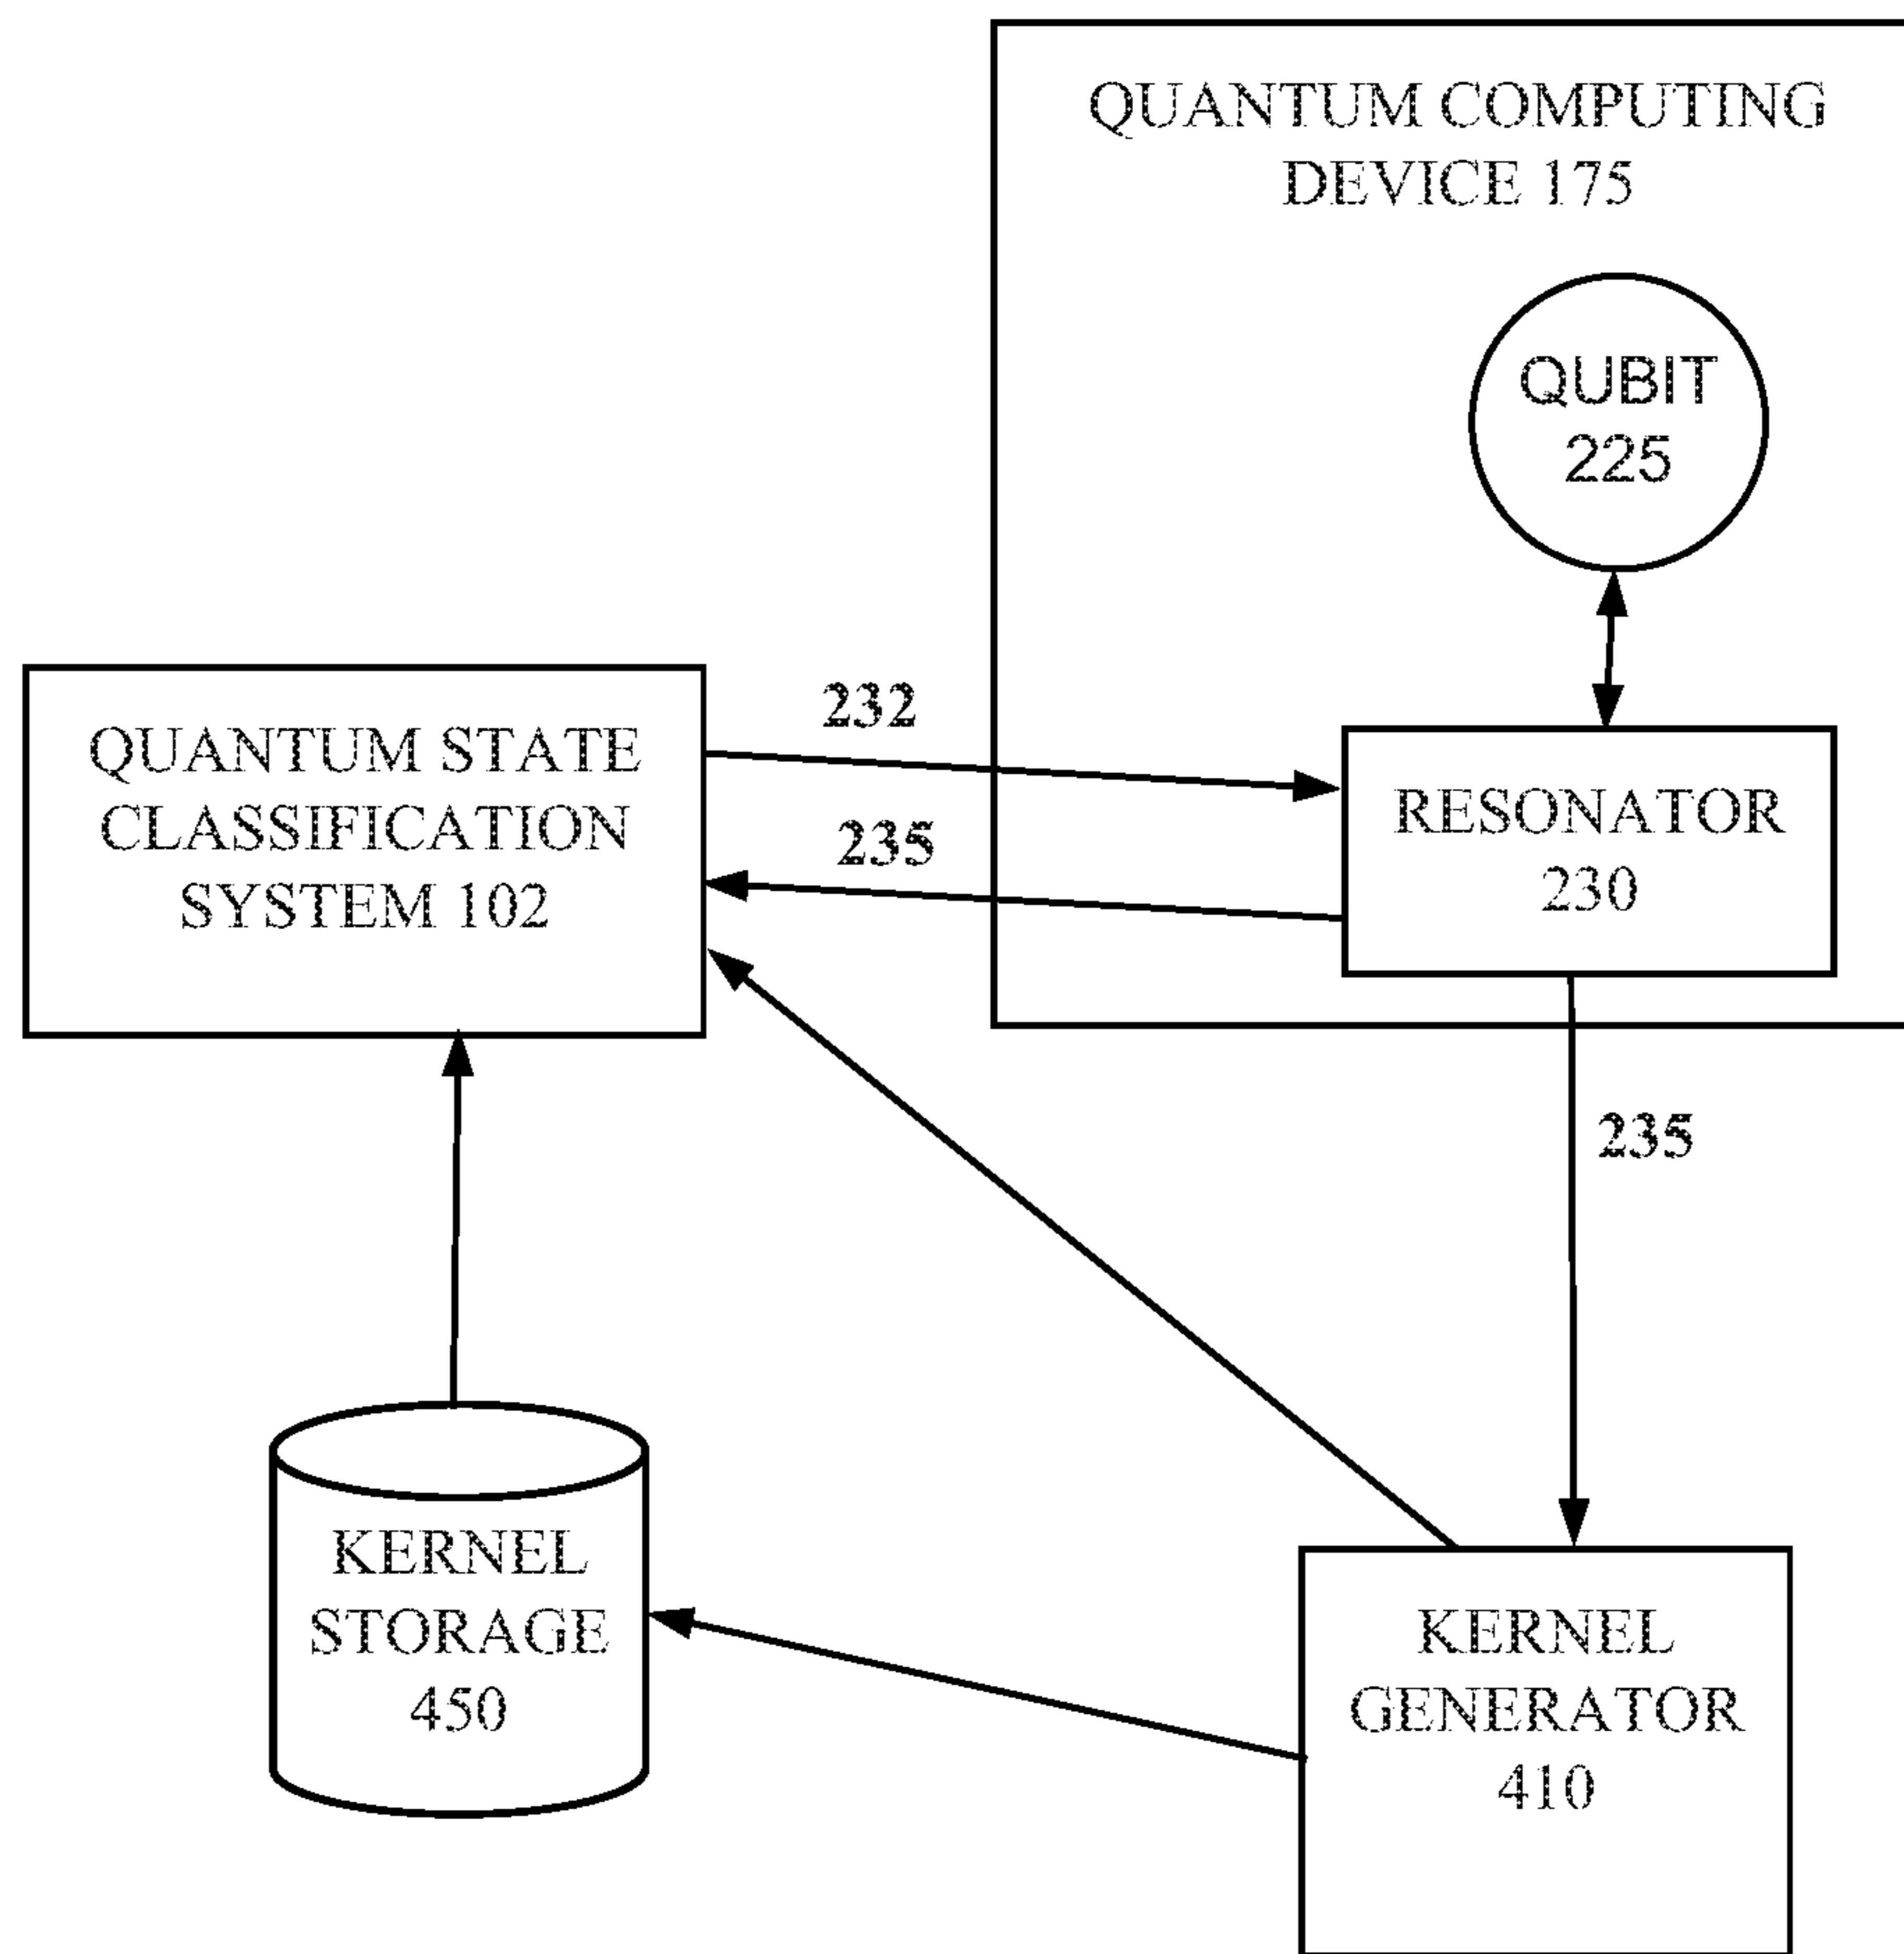 QUANTUM COMPUTING
DEVICE 175
QUBIT
225
QUANTUM STATE
CLASSIFICATION
SYSTEM 102
232
235
RESONATOR
230
235
KERNEL
STORAGE
450
KERNEL
GENERATOR
410